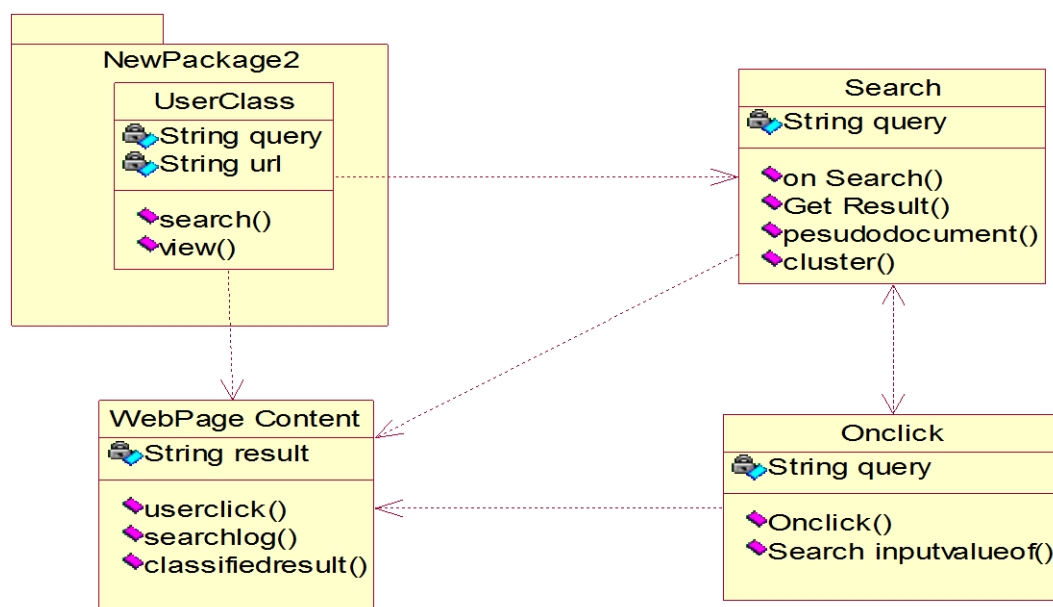 NewPackage2
UserClass
String query
String url
search()
view()
Search
String query
on Search()
Get Result()
pesudodocument()
cluster()
WebPage Content
String result
userclick()
searchlog()
classifiedresult()
Onclick
String query
Onclick()
Search inputvalueof()